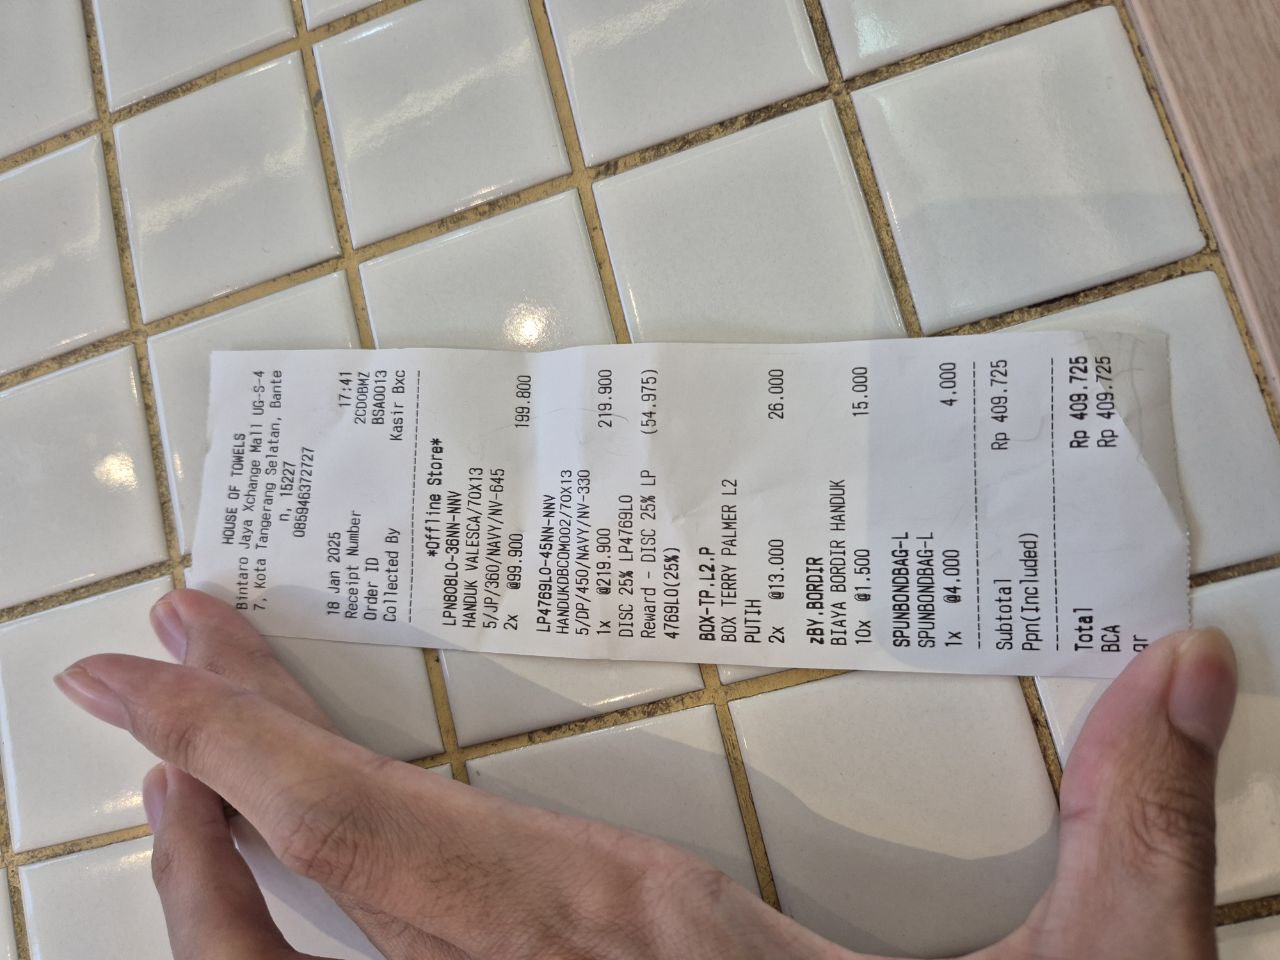 HOUSE OF TOWELS
Bintaro Jaya Xchange Mall UG-S-4
7, Kota Tangerang Selatan, Bante
n, 15227
085946372727
18 Jan 2025 17:41
Receipt Number 2CDOBMZ
Order ID BSA0013
Collected By Kasir Bxc
*Offline Store*
LPN808LO-36NN-NNV
HANDUK VALESCA/70X13
5/JP/360/NAVY/NV-645
2x @99.900 199.800
LP4769LO-45NN-NNV
HANDUKDBCDMOO2/70X13
5/DP/450/NAVY/NV-330
1x @219.900 219.900
DISC 25% LP4769LO
Reward - DISC 25% LP (54.975)
4769LO(25%)
BOX-TP.L2.P
BOX TERRY PALMER L2
PUTIH
2x @13.000 26.000
zBY.BORDIR
BIAYA BORDIR HANDUK
10x @1.500 15.000
SPUNBONDBAG-L
SPUNBONDBAG-L
1x @4.000 4.000
Subtotal Rp 409.725
Ppn(Included)
Total Rp 409.725
BCA Rp 409.725
qr